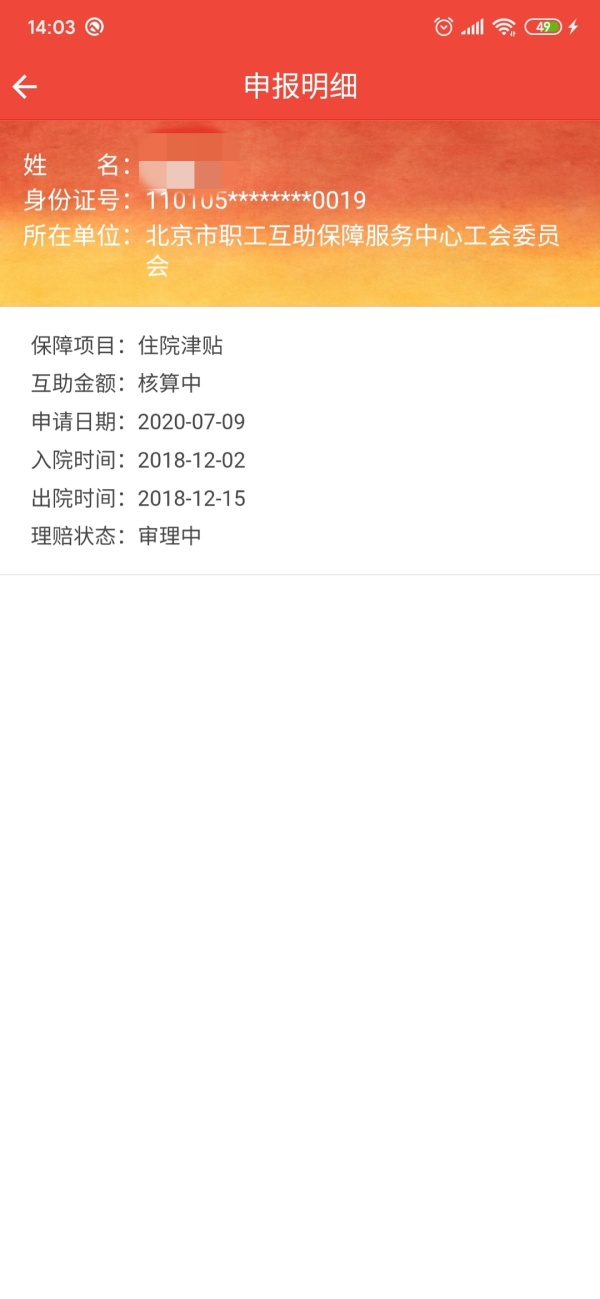 14:03
49
申报明细
姓 名：
身份证号：110105********0019
所在单位：北京市职工互助保障服务中心工会委员
会
保障项目：住院津贴
互助金额：核算中
申请日期：2020-07-09
入院时间：2018-12-02
出院时间：2018-12-15
理赔状态：审理中